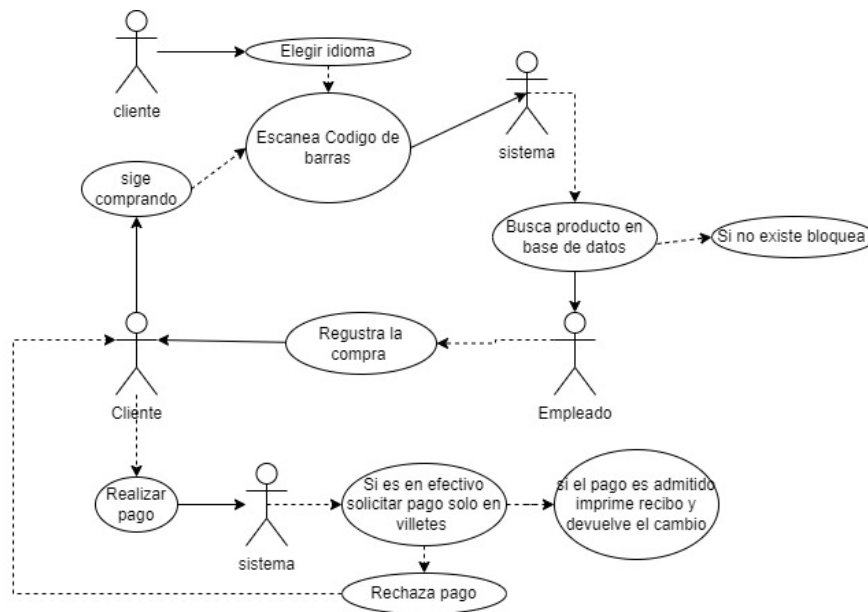 Elegir idioma
cliente
Escanea Codigo de
barras
sistema
sige
comprando
Busca producto en
base de datos
Si no existe bloquea
Regustra la
compra
Cliente
Empleado
Realizar
pago
sistema
Si es en efectivo
solicitar pago solo en
villetes
si el pago es admitido
imprime recibo y
devuelve el cambio
Rechaza pago